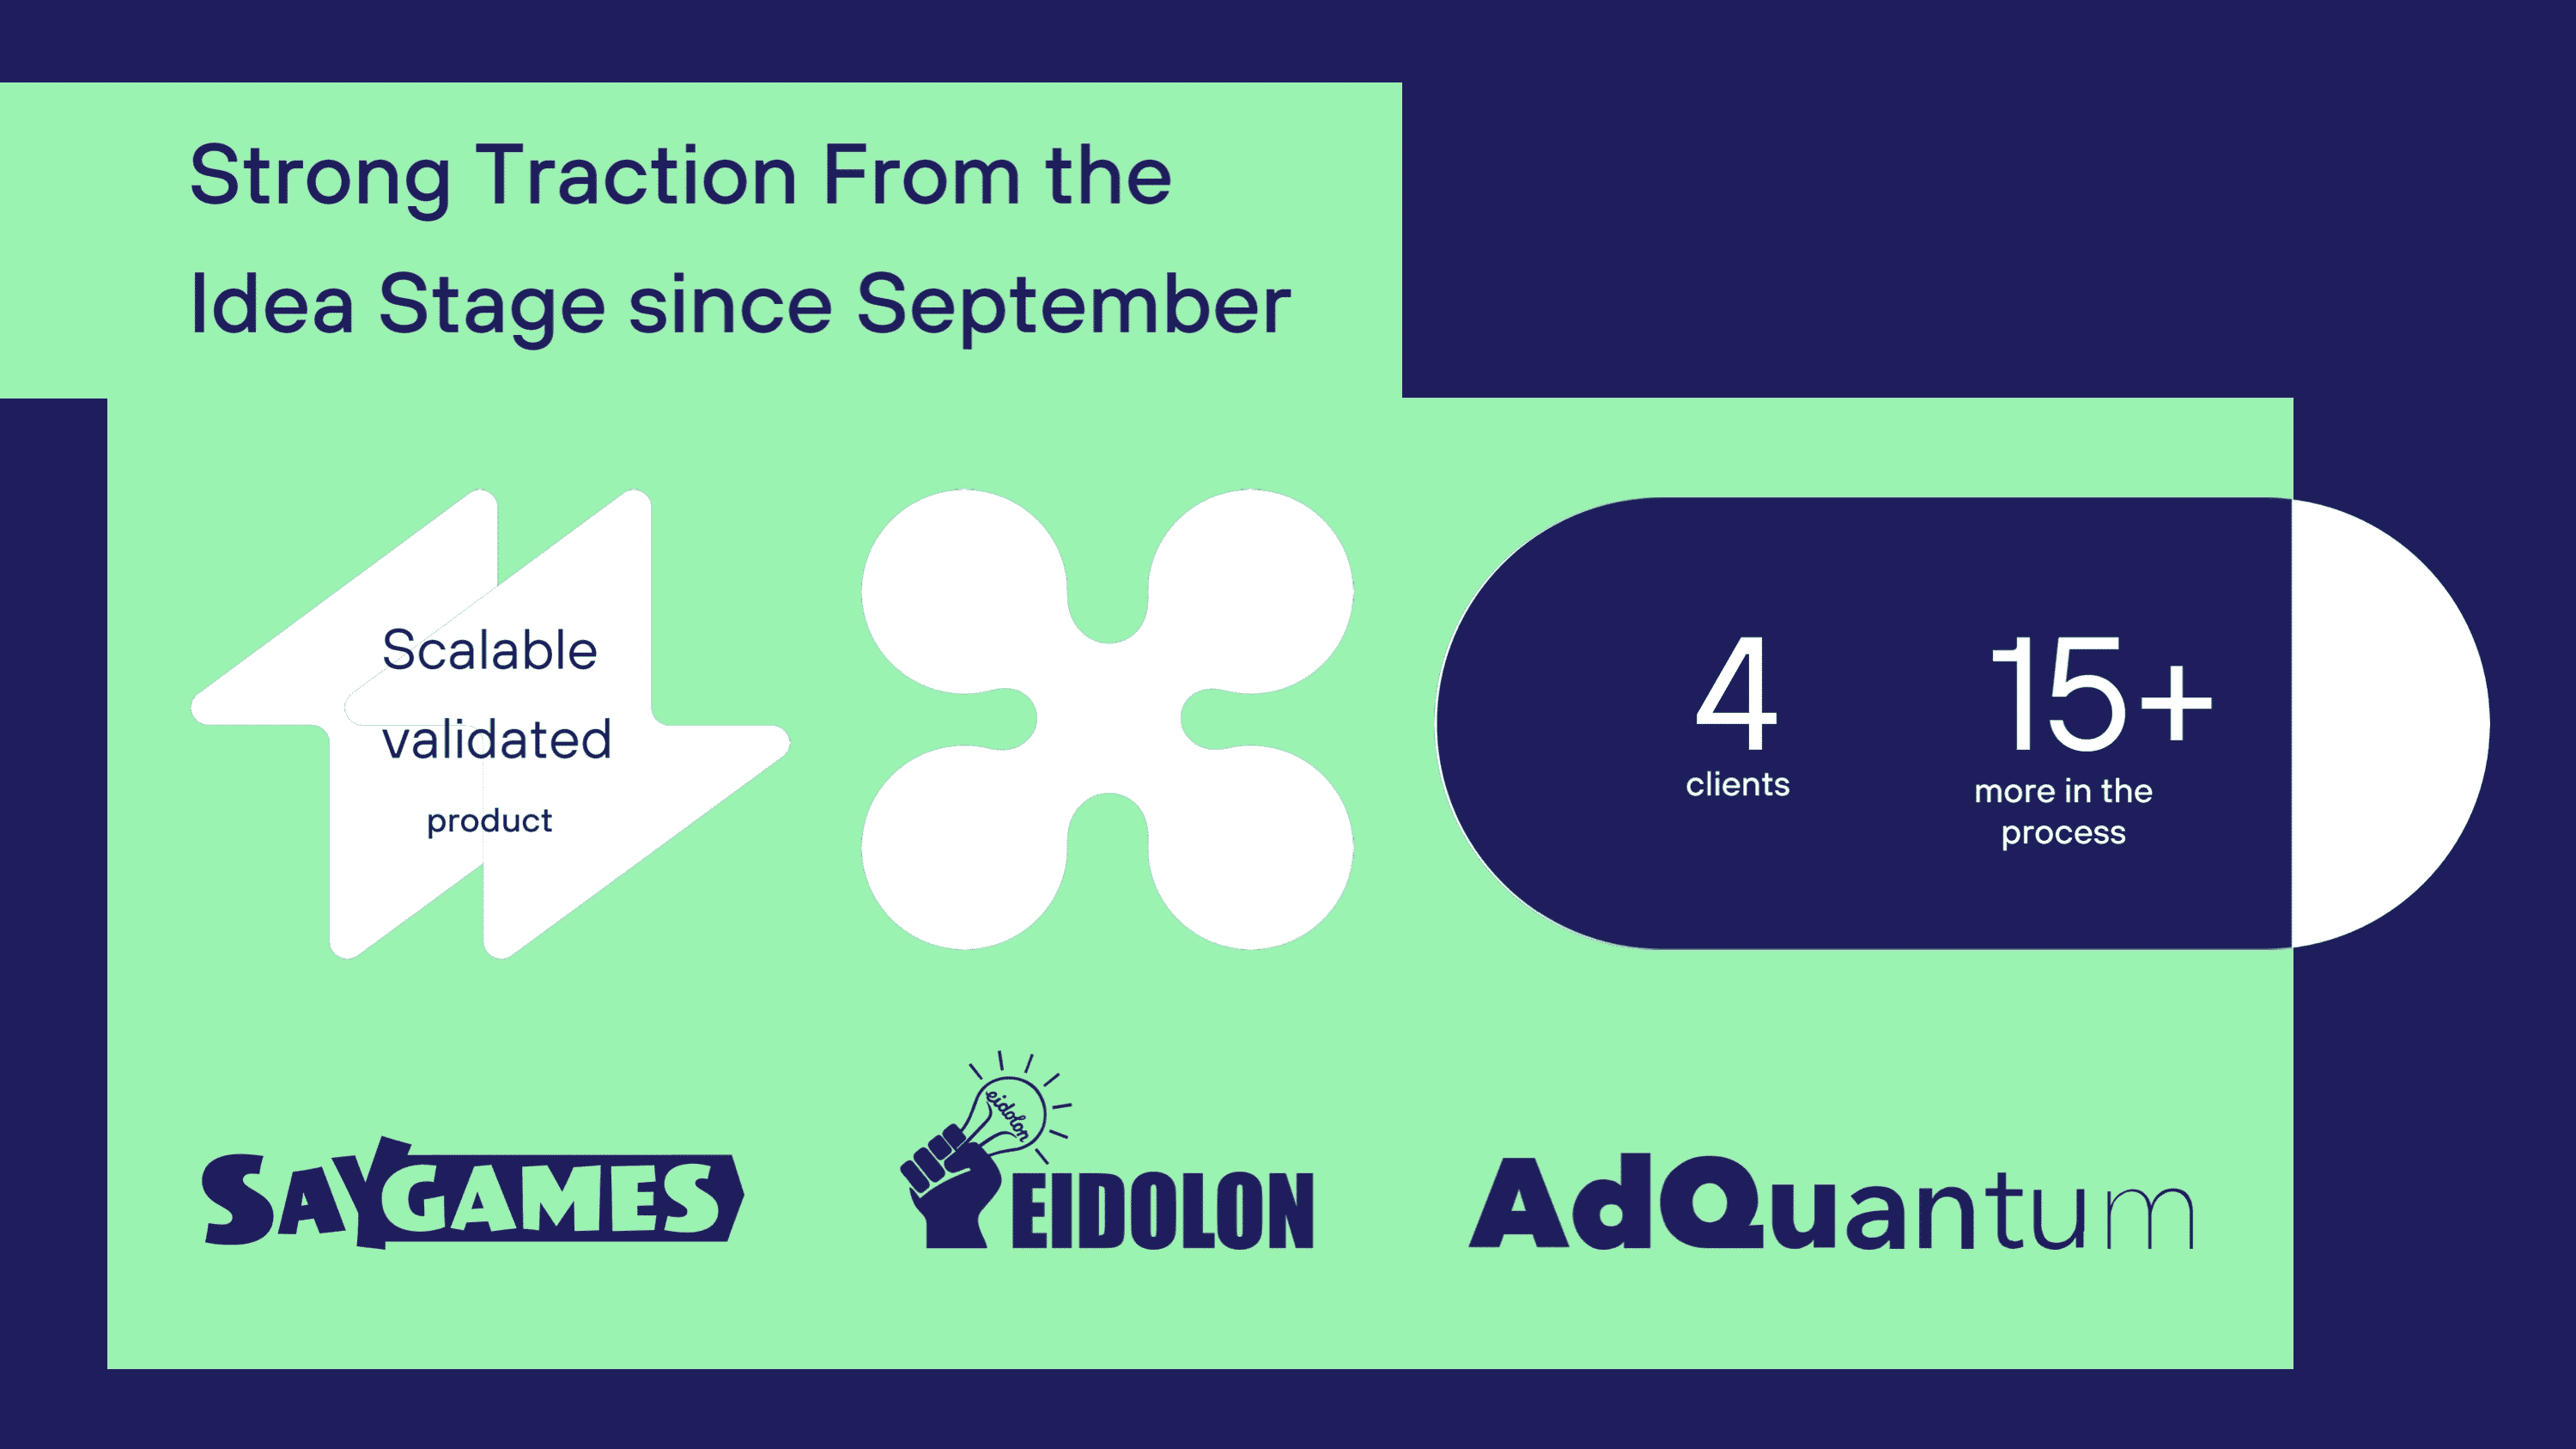 Strong Traction From the
Idea Stage since September
Scalable
validated
product
4
clients
15+
more in the
process
SAYGAMES
eidolon
EIDOLON
AdQuantum